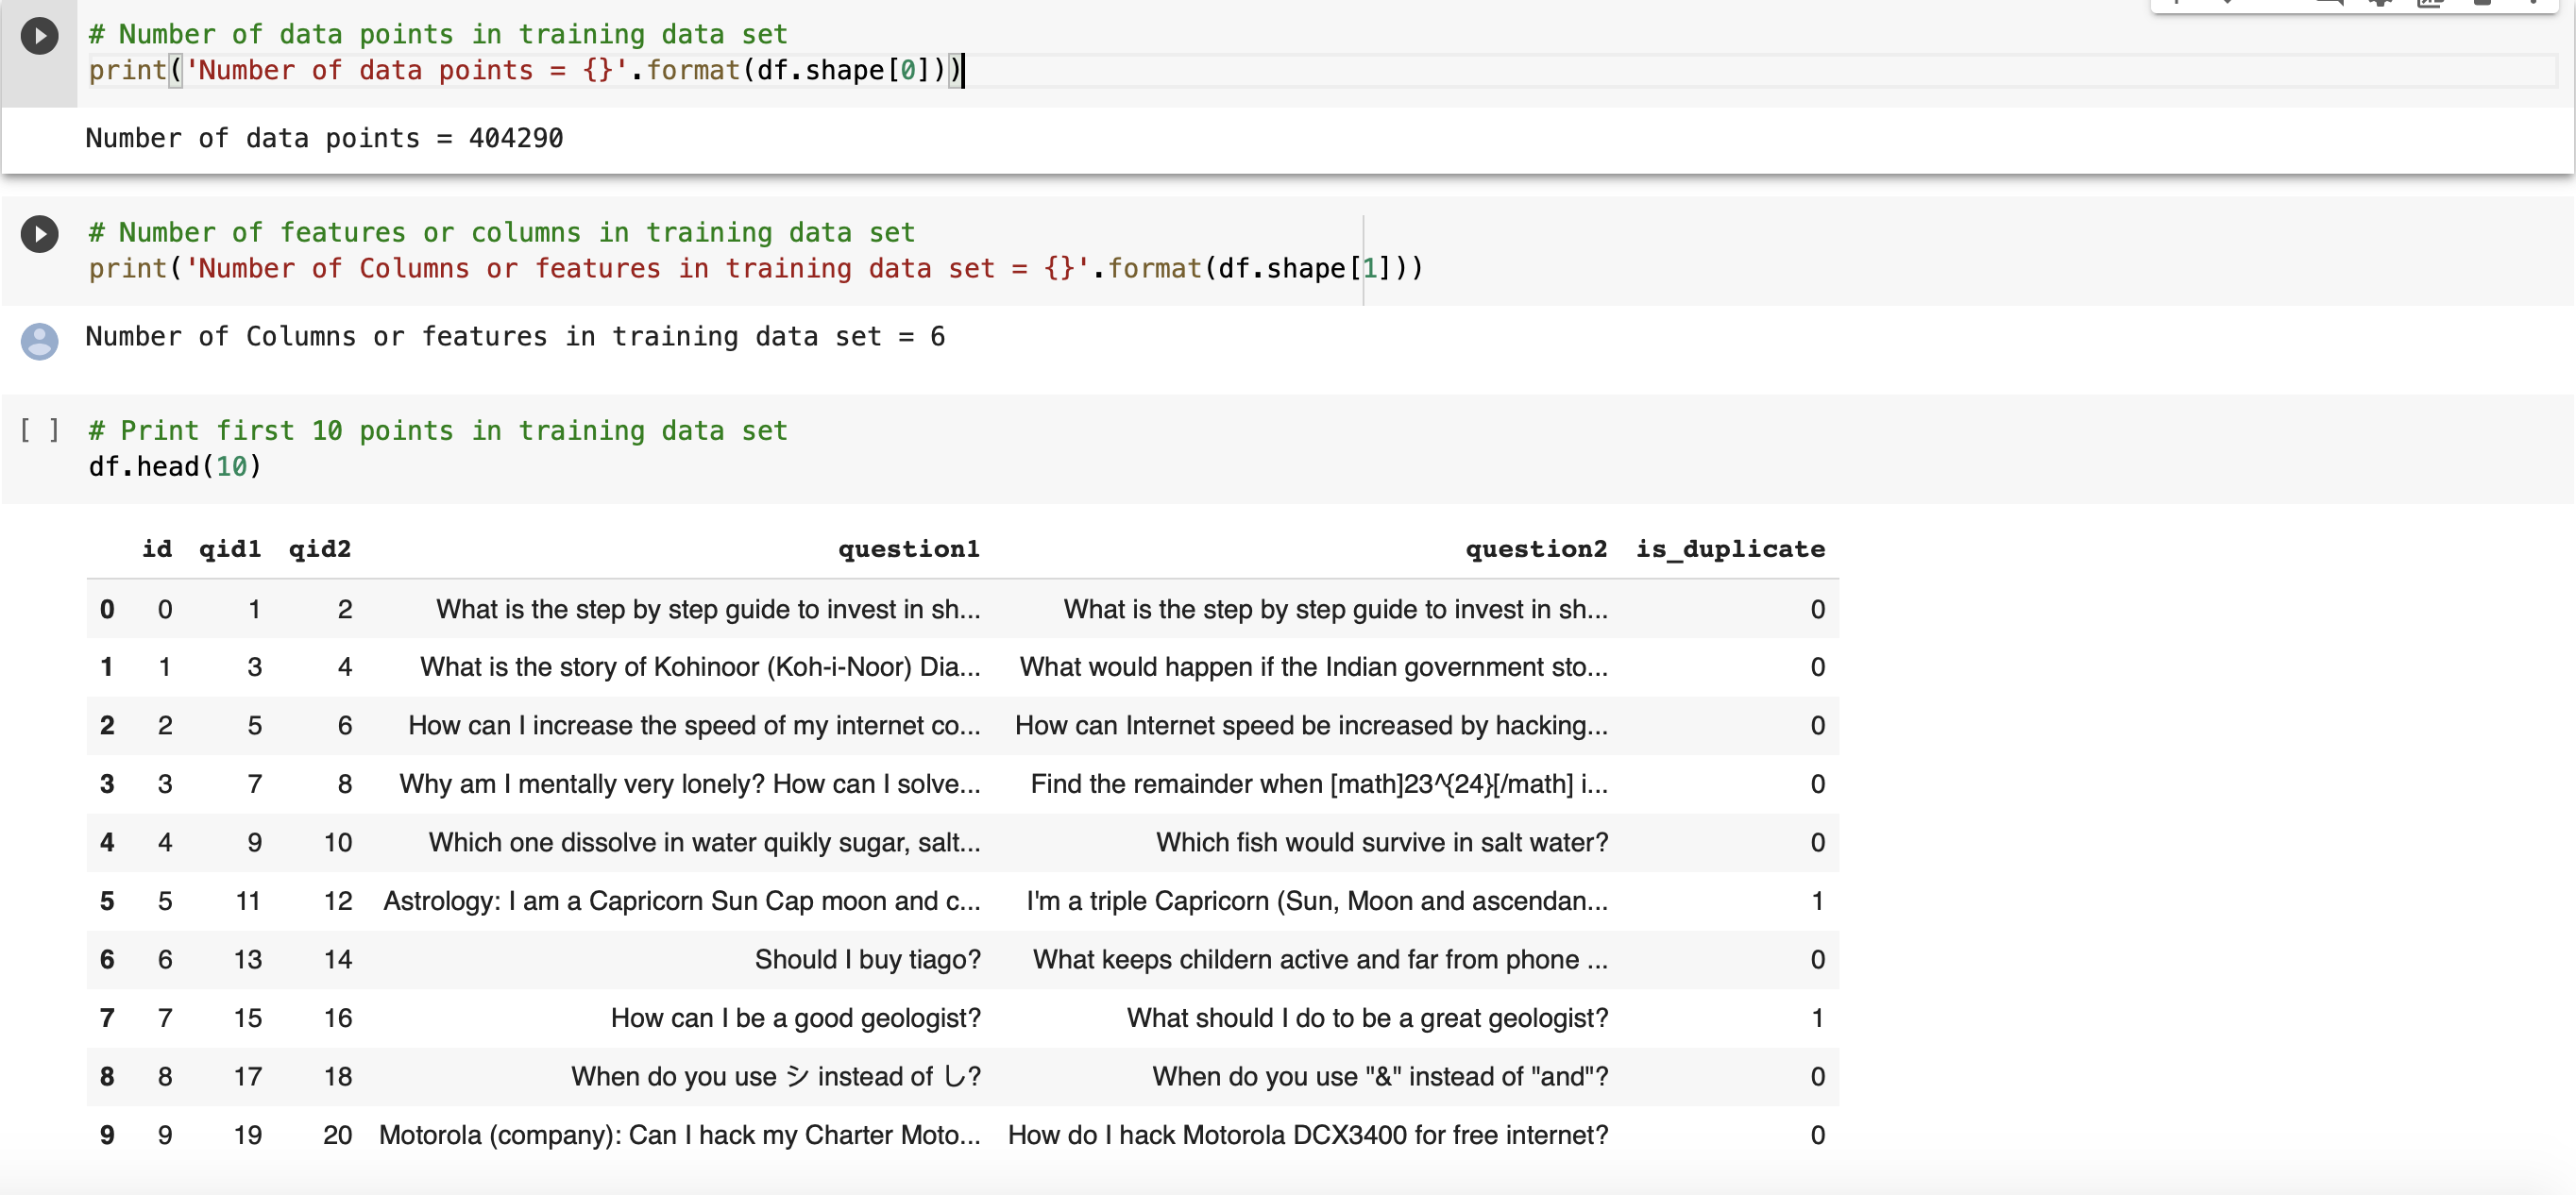 # Number of data points in training data set
print('Number of data points = {}'.format(df.shape[0]))
Number of data points = 404290
# Number of features or columns in training data set
print('Number of Columns or features in training data set = {}'.format(df.shape[1]))
Number of Columns or features in training data set = 6
[ ] # Print first 10 points in training data set
df.head(10)
id qid1 qid2 question1 question2 is_duplicate
0 0 1 2 What is the step by step guide to invest in sh... What is the step by step guide to invest in sh... 0
1 1 3 4 What is the story of Kohinoor (Koh-i-Noor) Dia... What would happen if the Indian government sto... 0
2 2 5 6 How can I increase the speed of my internet co... How can Internet speed be increased by hacking... 0
3 3 7 8 Why am I mentally very lonely? How can I solve... Find the remainder when [math]23^{24}[/math] i... 0
4 4 9 10 Which one dissolve in water quikly sugar, salt... Which fish would survive in salt water? 0
5 5 11 12 Astrology: I am a Capricorn Sun Cap moon and c... I'm a triple Capricorn (Sun, Moon and ascendan... 1
6 6 13 14 Should I buy tiago? What keeps childern active and far from phone ... 0
7 7 15 16 How can I be a good geologist? What should I do to be a great geologist? 1
8 8 17 18 When do you use シ instead of し? When do you use "&" instead of "and"? 0
9 9 19 20 Motorola (company): Can I hack my Charter Moto... How do I hack Motorola DCX3400 for free internet? 0